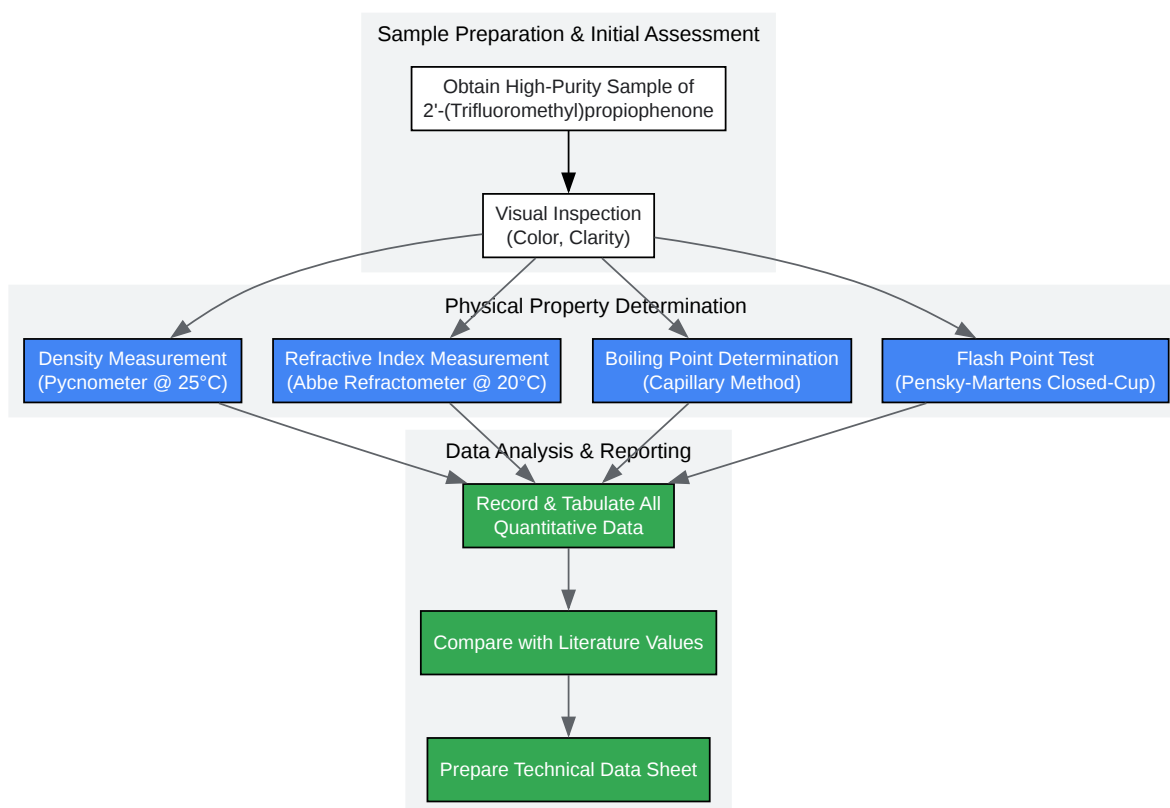 Sample Preparation & Initial Assessment
Obtain High-Purity Sample of
2'-(Trifluoromethyl)propiophenone
Visual Inspection
(Color, Clarity)
Physical Property Determination
Density Measurement
(Pycnometer @ 25°C)
Refractive Index Measurement
(Abbe Refractometer @ 20°C)
Boiling Point Determination
(Capillary Method)
Flash Point Test
(Pensky-Martens Closed-Cup)
Data Analysis & Reporting
Record & Tabulate All
Quantitative Data
Compare with Literature Values
Prepare Technical Data Sheet